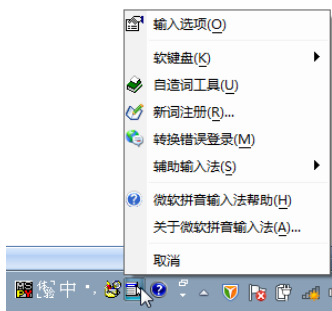 输入选项(O)
软键盘(K)
自造词工具(U)
新词注册(R)...
转换错误登录(M)
辅助输入法(S)
微软拼音输入法帮助(H)
关于微软拼音输入法(A)...
取消
中